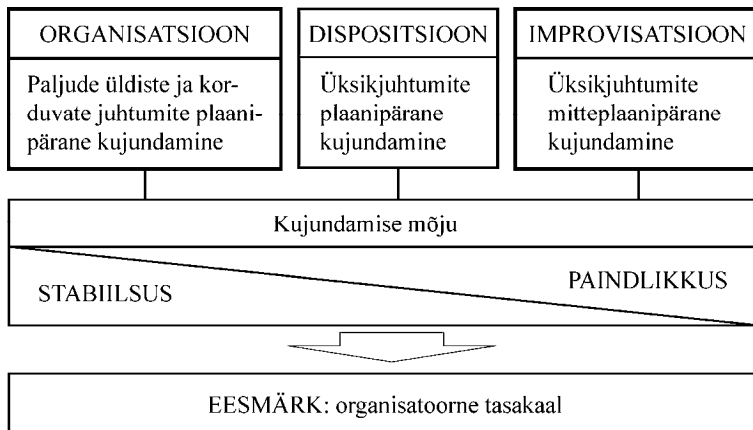 ORGANISATSIOON
Paljude üldiste ja kor-
duvate juhtumite plaani-
pärane kujundamine
DISPOSITSIOON
Üksikjuhtumite
plaanipärane
kujundamine
IMPROVISATSIOON
Üksikjuhtumite
mitteplaanipärane
kujundamine
Kujundamise mõju
STABIILSUS
PAINDLIKKUS
EESMÄRK: organisatoorne tasakaal